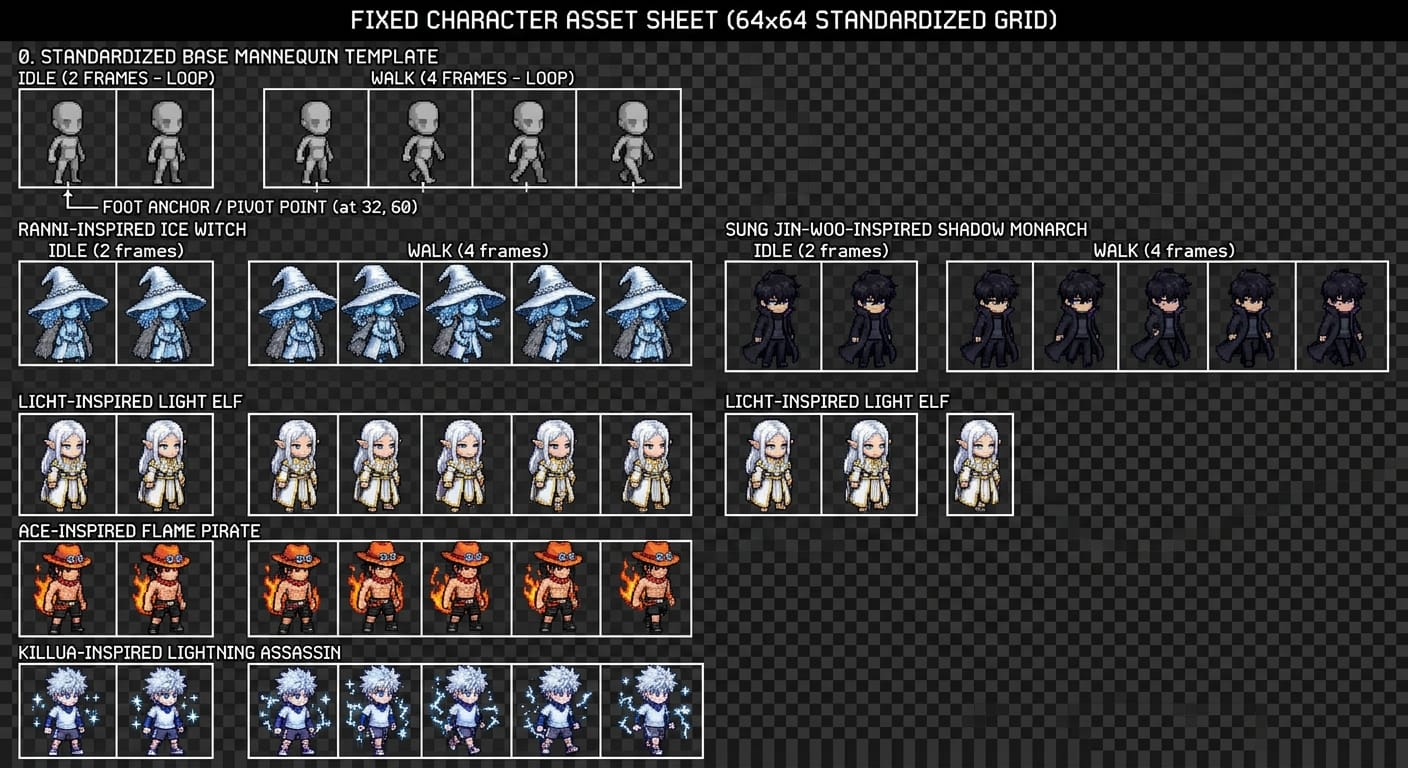 FIXED CHARACTER ASSET SHEET (64x64 STANDARDIZED GRID)
0. STANDARDIZED BASE MANNEQUIN TEMPLATE
IDLE (2 FRAMES - LOOP)
WALK (4 FRAMES - LOOP)
FOOT ANCHOR / PIVOT POINT (at 32, 60)
RANNI-INSPIRED ICE WITCH
IDLE (2 frames)
WALK (4 frames)
SUNG JIN-WOO-INSPIRED SHADOW MONARCH
IDLE (2 frames)
WALK (4 frames)
LICHT-INSPIRED LIGHT ELF
LICHT-INSPIRED LIGHT ELF
ACE-INSPIRED FLAME PIRATE
KILLUA-INSPIRED LIGHTNING ASSASSIN